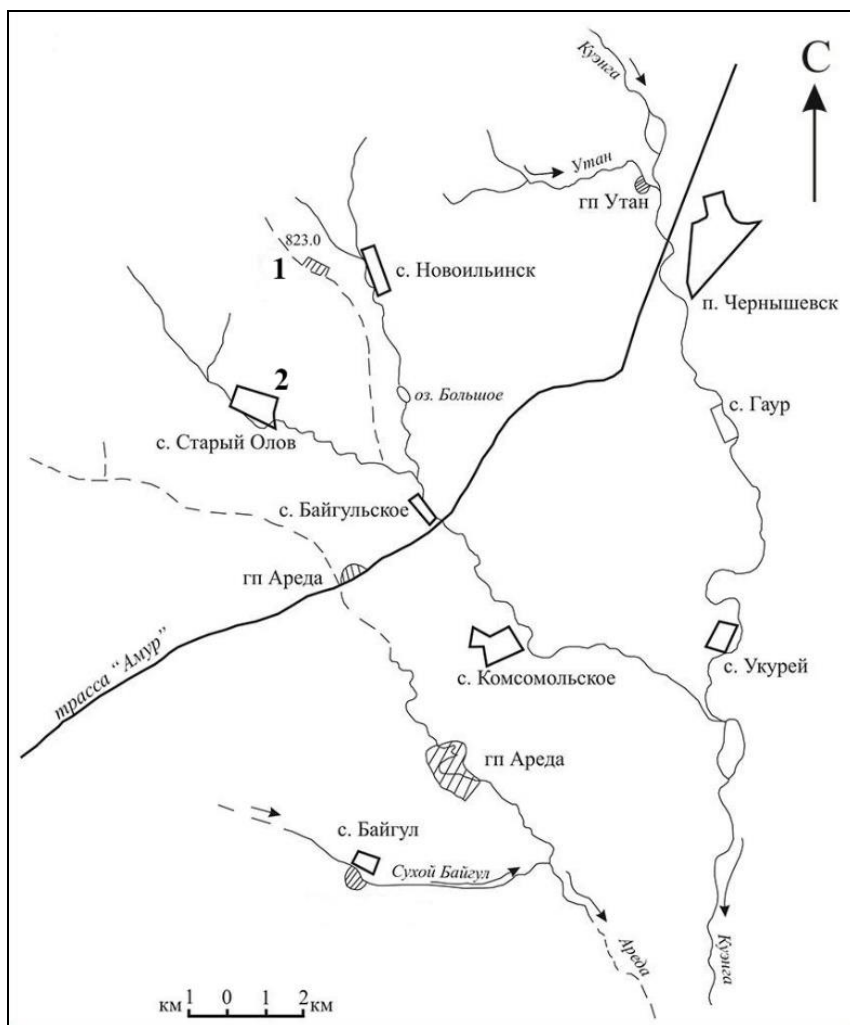 Куэнга
С
Утан
гп Утан
823.0
1
с. Новоильинск
п. Чернышевск
2
оз. Большое
с. Гаур
с. Старый Олов
с. Байгульское
гп Ареда
трасса "Амур"
с. Комсомольское
с. Укурей
гп Ареда
с. Байгул
Сухой Байгул
Ареда
Куэнга
км 1 0 1 2 км